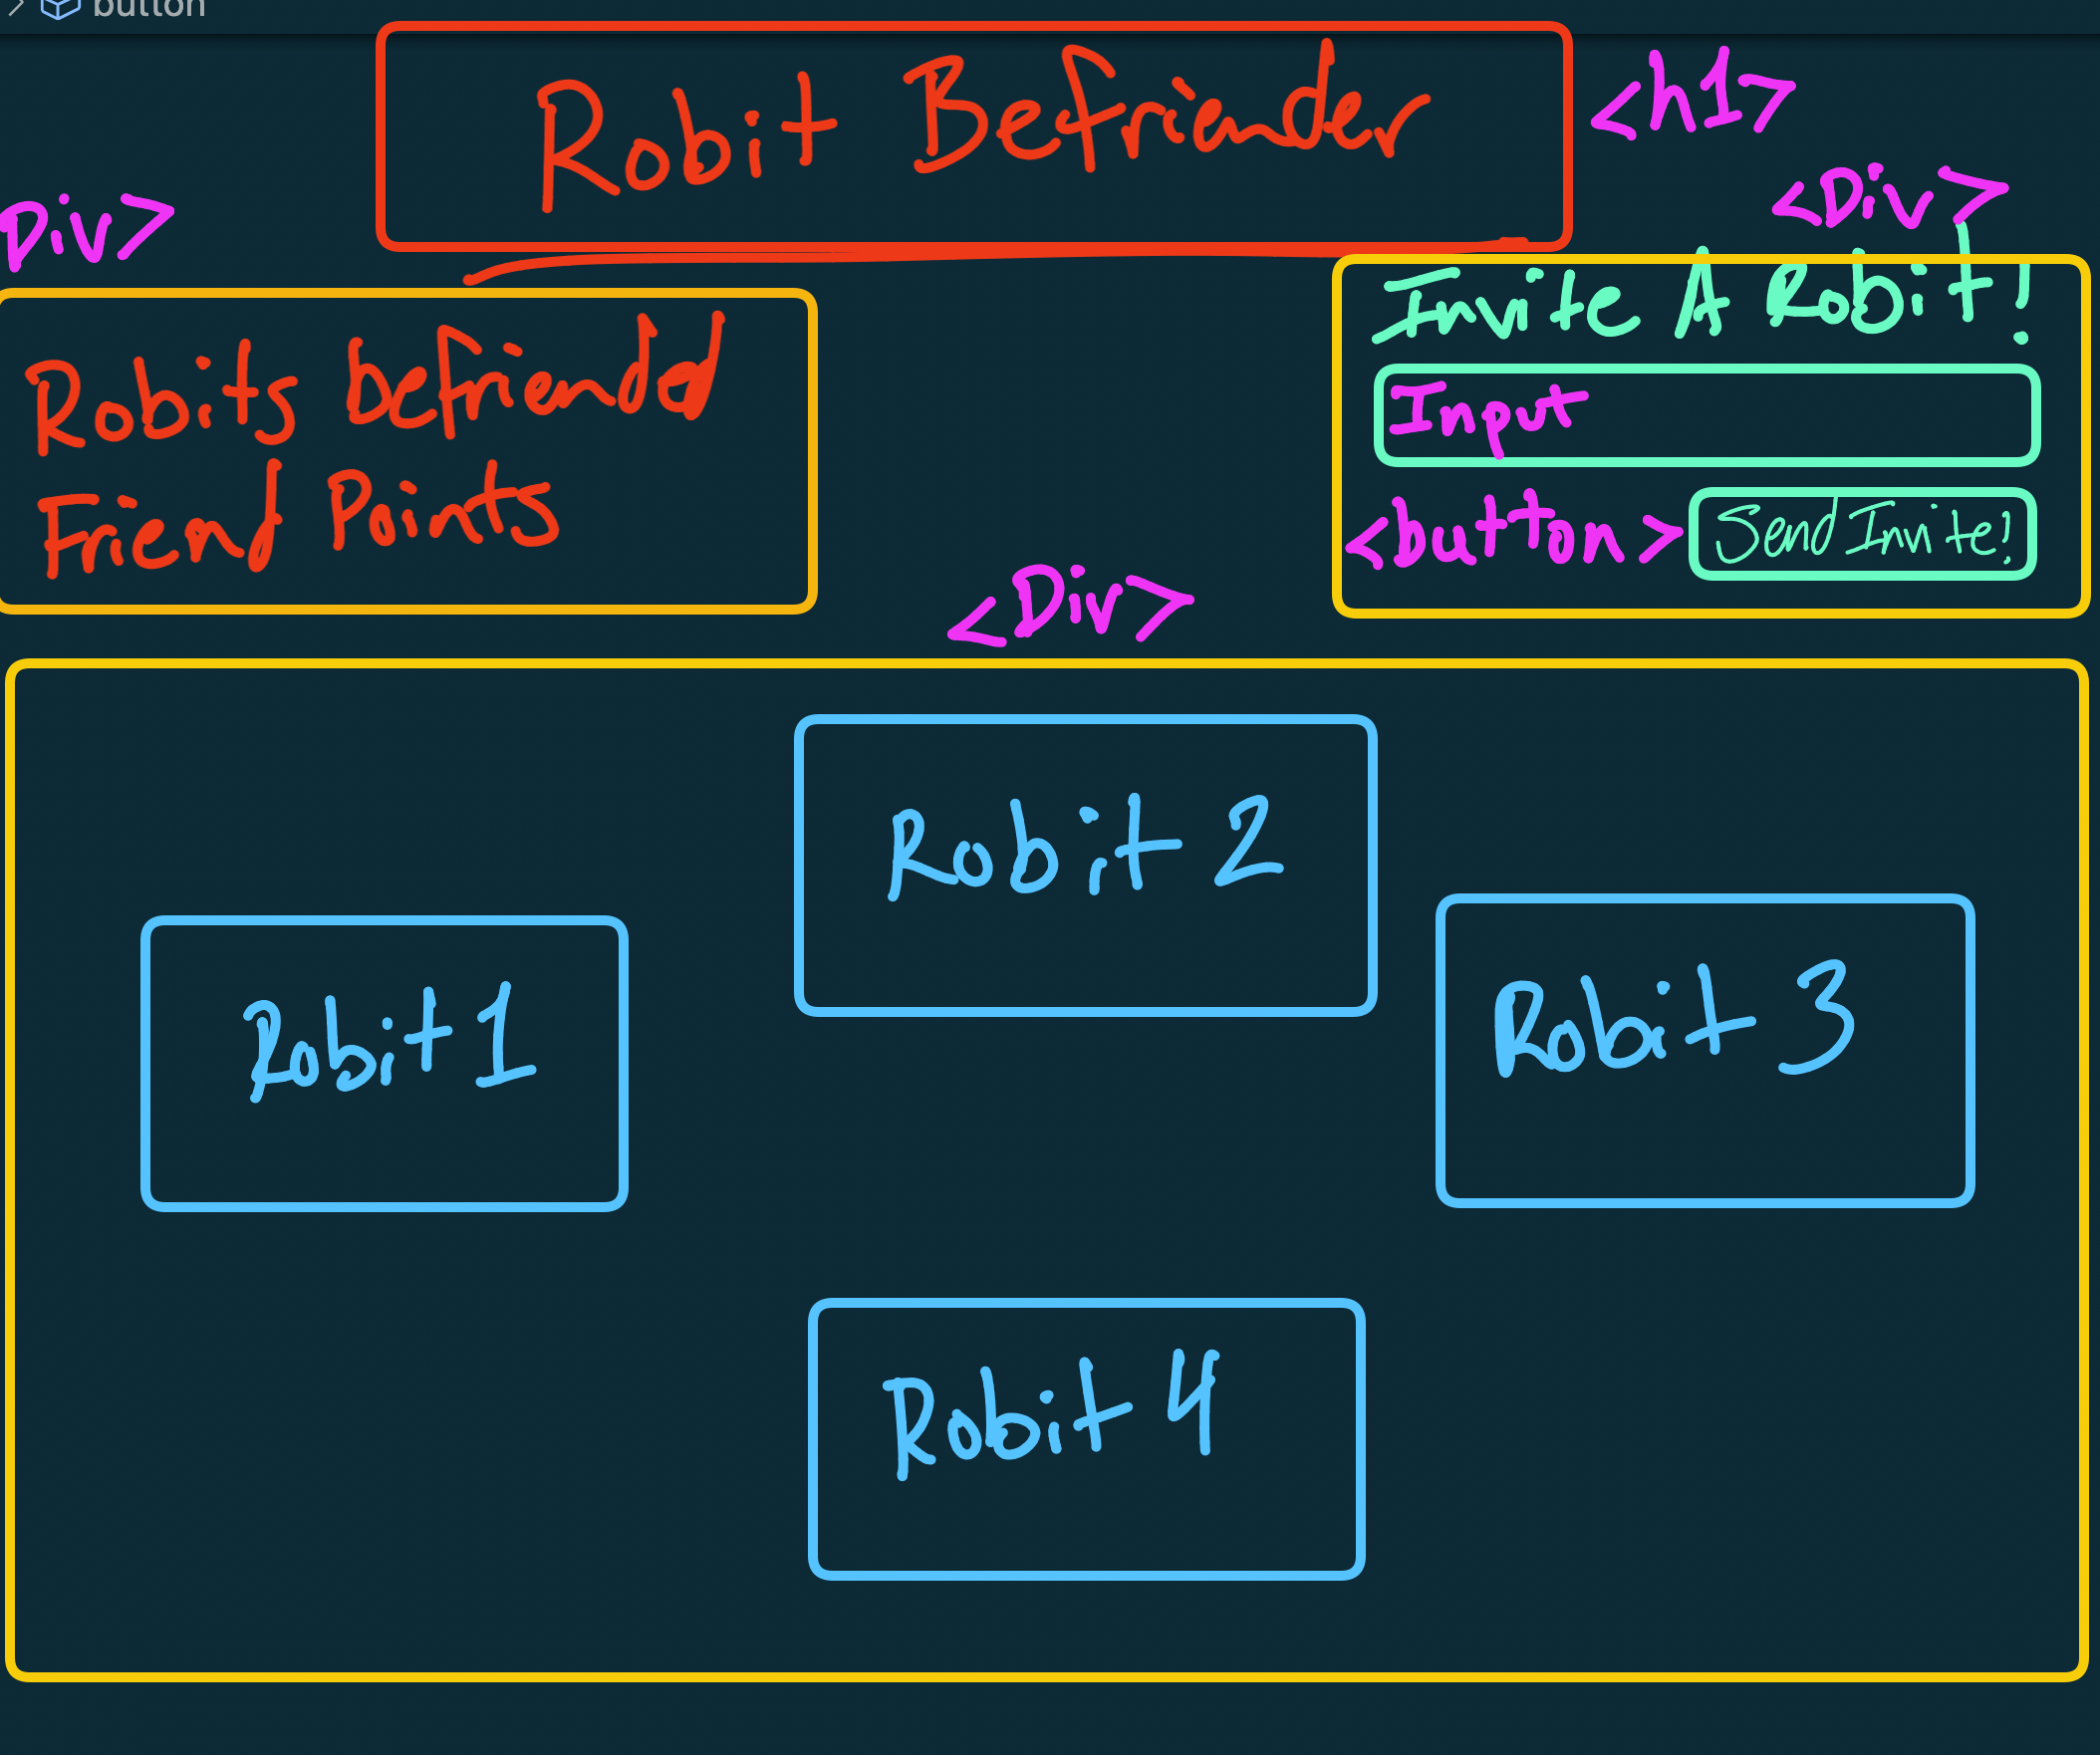 button
Robit Befriender
<h1>
Div>
<Div>
Robits befriended
Friend Points
Invite A Robit!
Input
<button> Send Invite!
<Div>
Robit 2
Robit 1
Robit 3
Robit 4